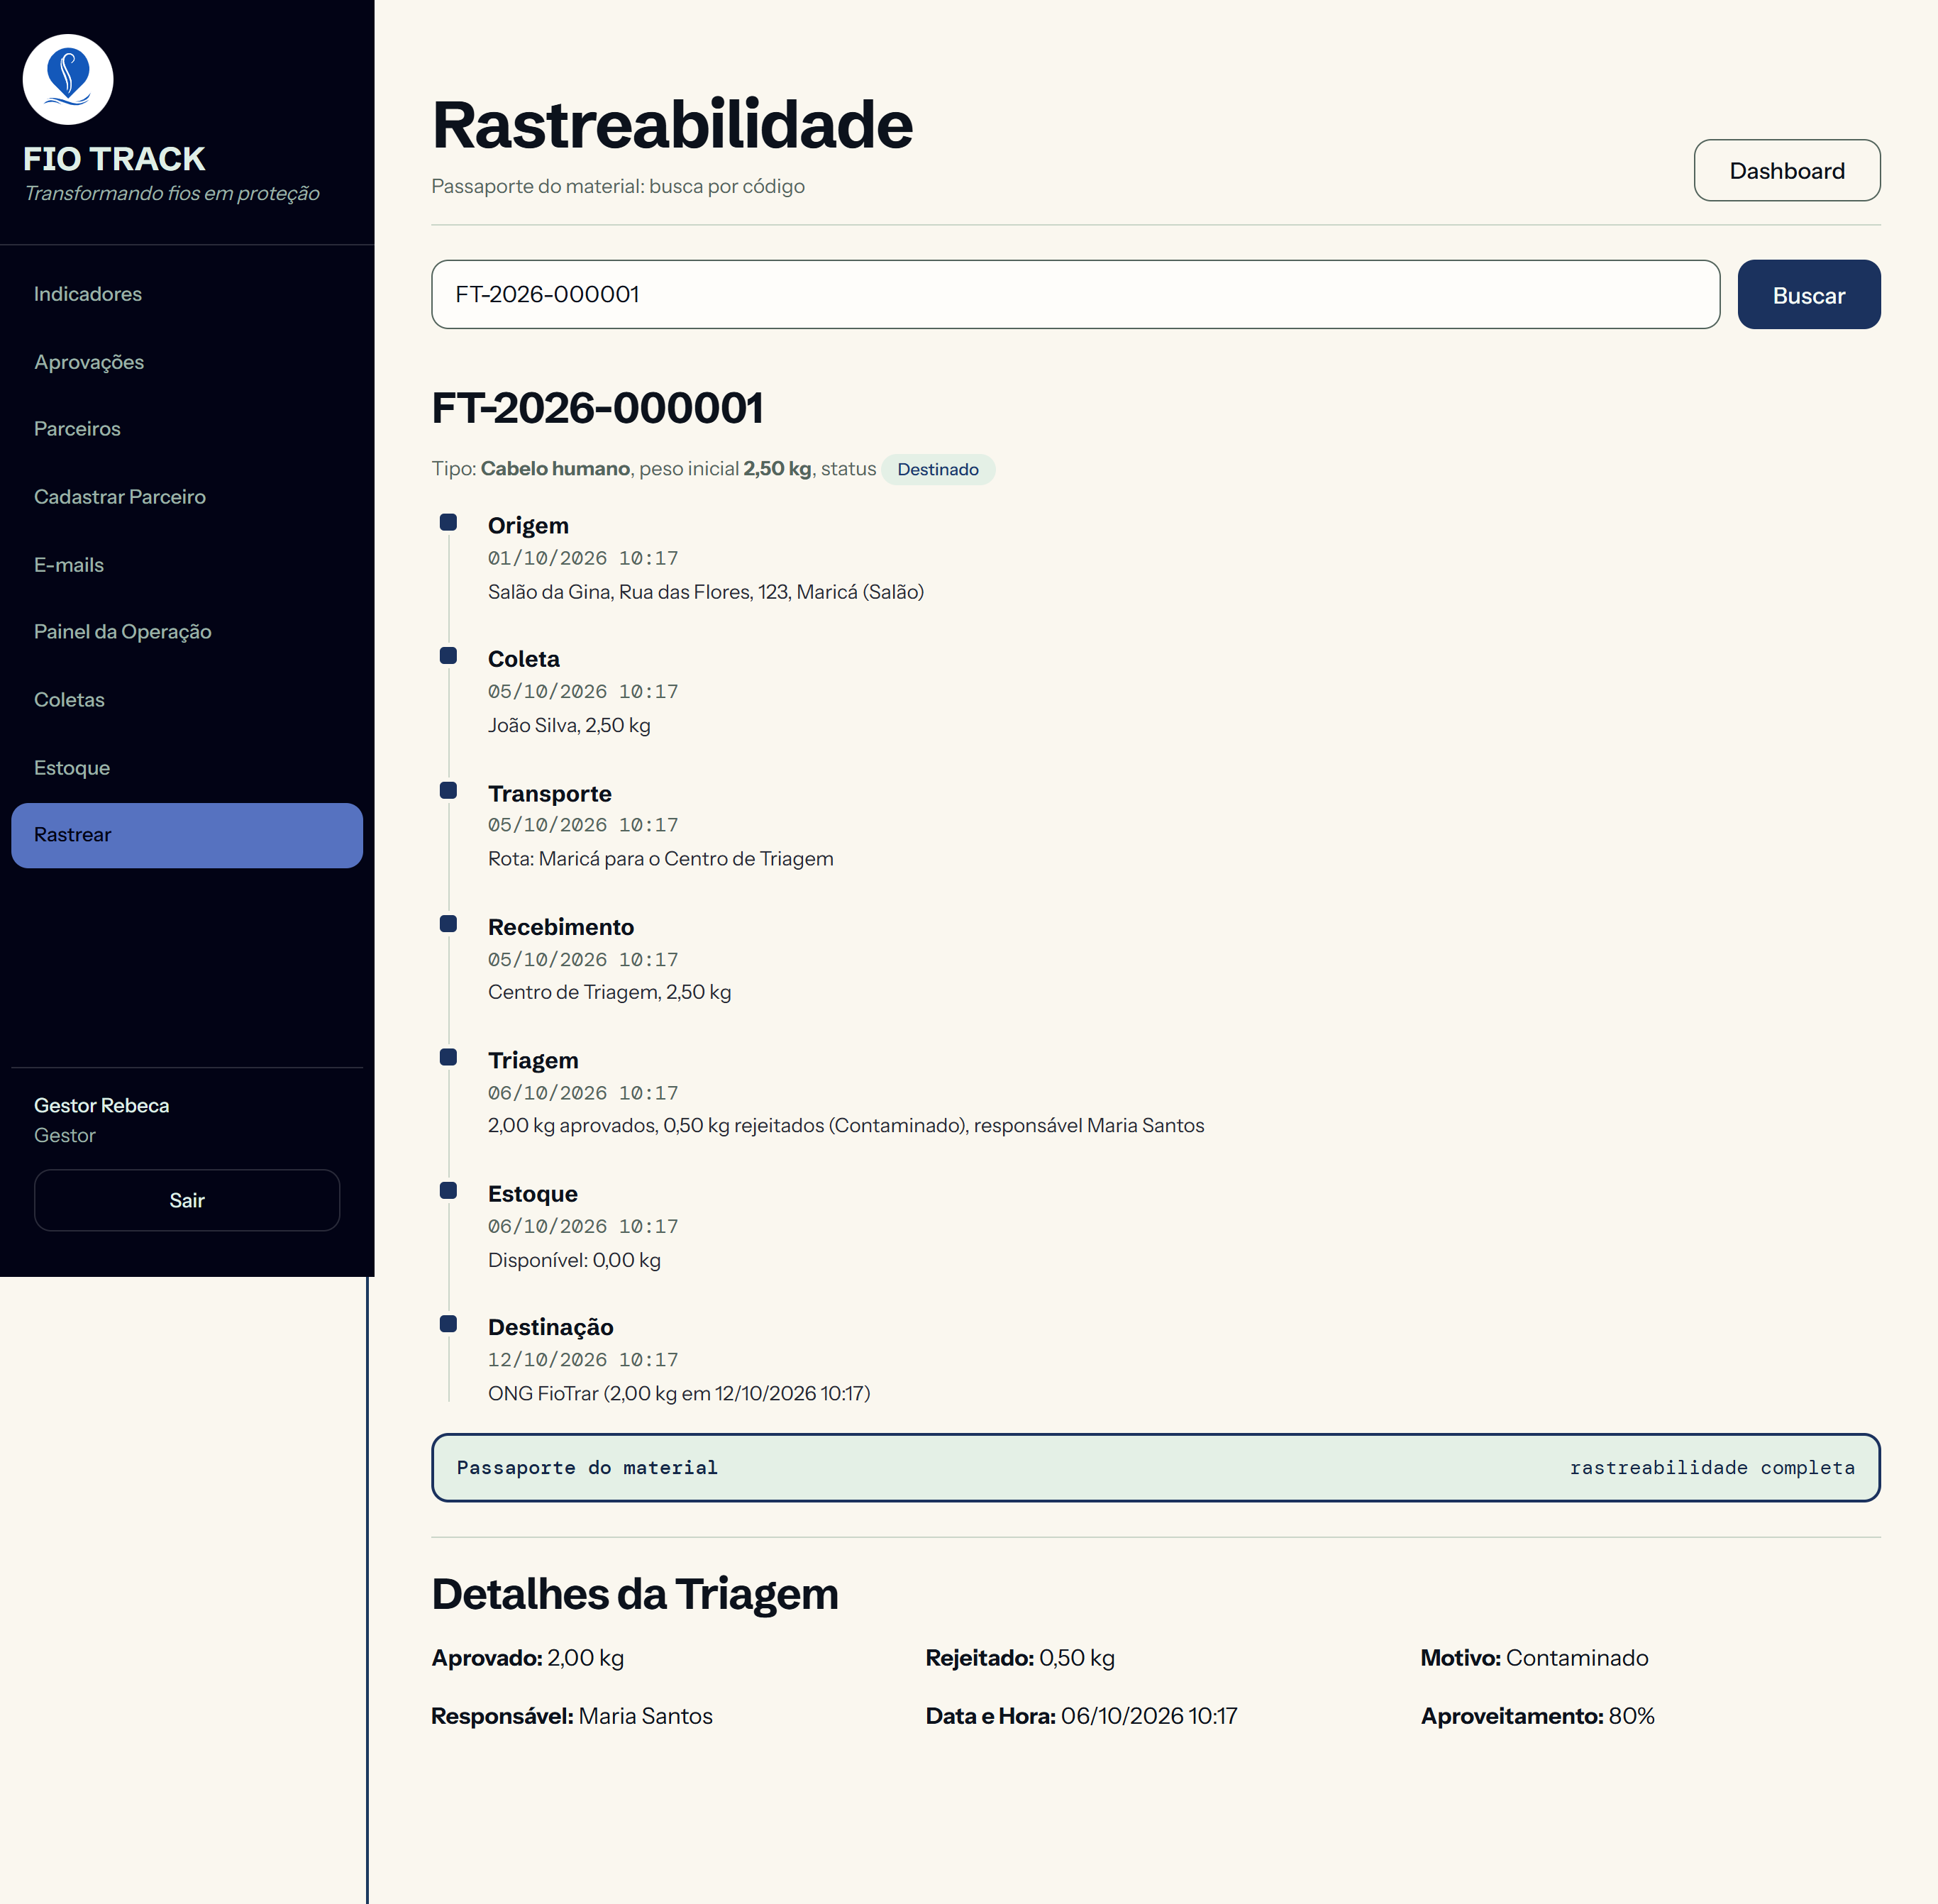 FIO TRACK
Transformando fios em proteção
Indicadores
Aprovações
Parceiros
Cadastrar Parceiro
E-mails
Painel da Operação
Coletas
Estoque
Rastrear
Gestor Rebeca
Gestor
Sair
Rastreabilidade
Passaporte do material: busca por código
Dashboard
FT-2026-000001
Buscar
FT-2026-000001
Tipo: Cabelo humano, peso inicial 2,50 kg, status Destinado
Origem
01/10/2026 10:17
Salão da Gina, Rua das Flores, 123, Maricá (Salão)
Coleta
05/10/2026 10:17
João Silva, 2,50 kg
Transporte
05/10/2026 10:17
Rota: Maricá para o Centro de Triagem
Recebimento
05/10/2026 10:17
Centro de Triagem, 2,50 kg
Triagem
06/10/2026 10:17
2,00 kg aprovados, 0,50 kg rejeitados (Contaminado), responsável Maria Santos
Estoque
06/10/2026 10:17
Disponível: 0,00 kg
Destinação
12/10/2026 10:17
ONG FioTrar (2,00 kg em 12/10/2026 10:17)
Passaporte do material rastreabilidade completa
Detalhes da Triagem
Aprovado: 2,00 kg Rejeitado: 0,50 kg Motivo: Contaminado
Responsável: Maria Santos Data e Hora: 06/10/2026 10:17 Aproveitamento: 80%